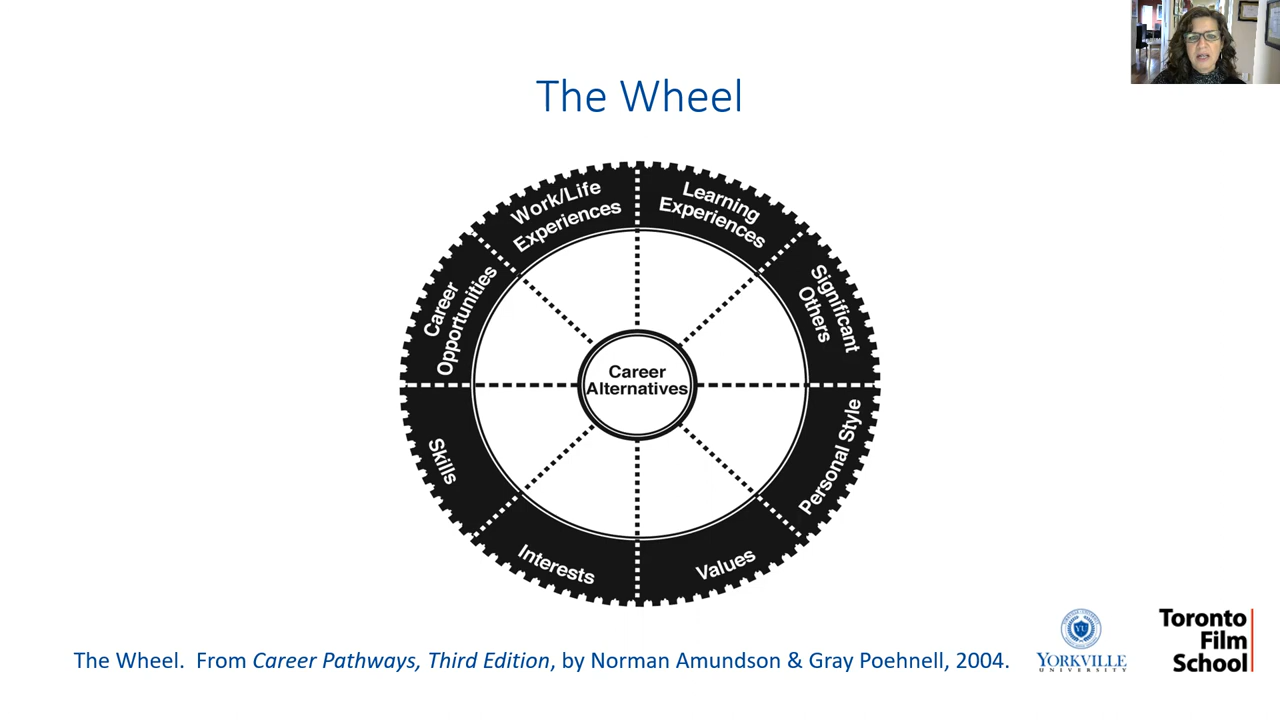 The Wheel
Work/Life
Experiences
Learning
Experiences
Significant
Others
Personal Style
Values
Interests
Skills
Career
Opportunities
Career
Alternatives
The Wheel. From Career Pathways, Third Edition, by Norman Amundson & Gray Poehnell, 2004.
YU
YORKVILLE
UNIVERSITY
Toronto
Film
School